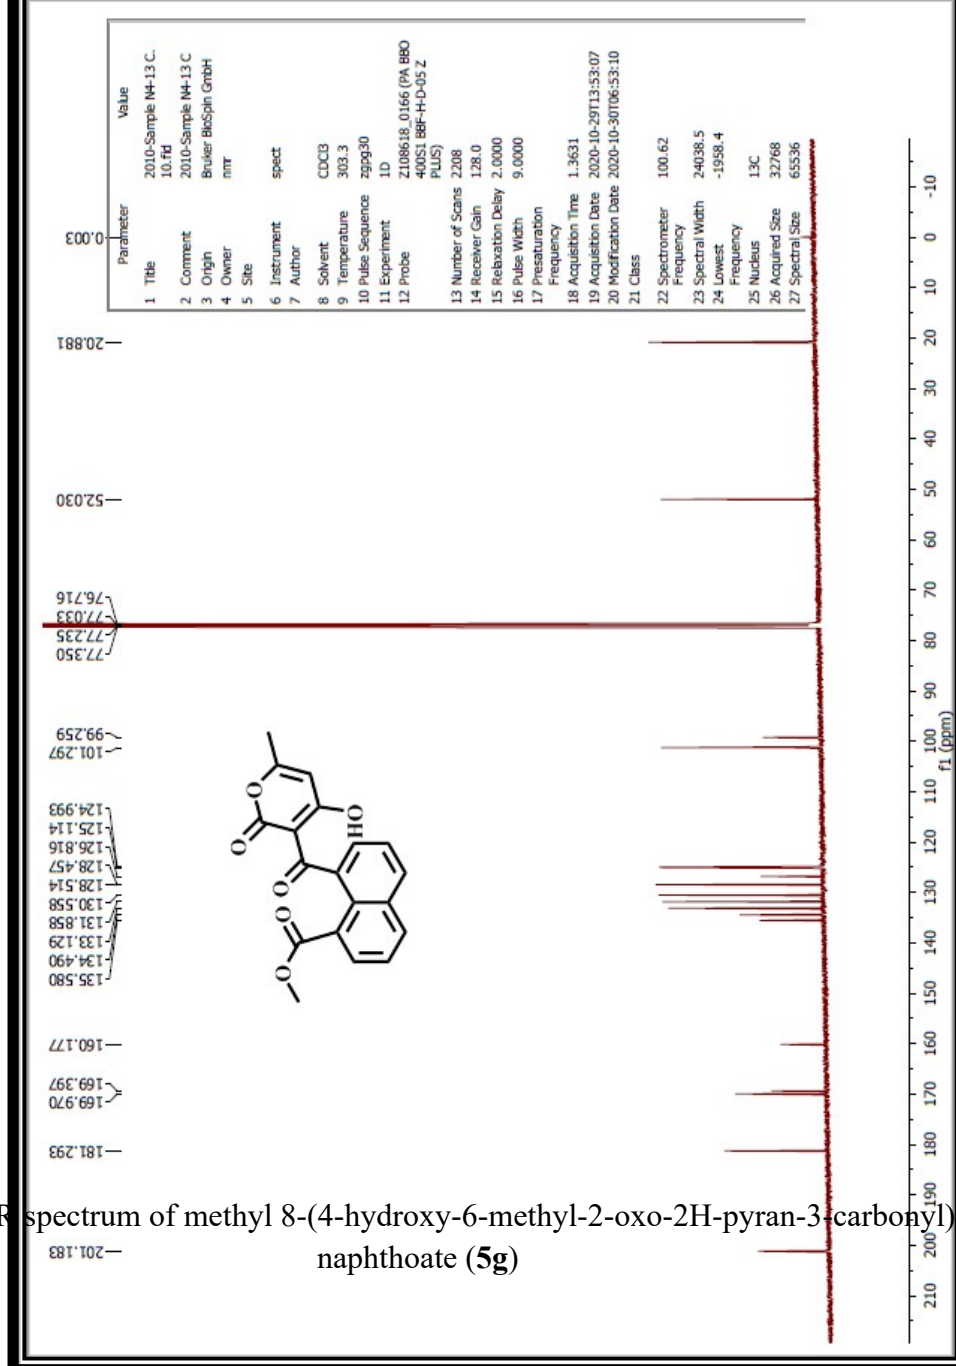 Parameter Value
1 Title 2010-Sample N4-13 C.
10.fid
2 Comment 2010-Sample N4-13 C
3 Origin Bruker BioSpin GmbH
4 Owner nmr
5 Site
6 Instrument spect
7 Author
8 Solvent CDCl3
9 Temperature 303.3
10 Pulse Sequence zgpg30
11 Experiment 1D
12 Probe Z108618_0166 (PA BBO
400S1 BBF-H-D-05 Z
PLUS)
13 Number of Scans 2208
14 Receiver Gain 128.0
15 Relaxation Delay 2.0000
16 Pulse Width 9.0000
17 Presaturation
Frequency
18 Acquisition Time 1.3631
19 Acquisition Date 2020-10-29T13:53:07
20 Modification Date 2020-10-30T06:53:10
21 Class
22 Spectrometer 100.62
Frequency
23 Spectral Width 24038.5
24 Lowest -1958.4
Frequency
25 Nucleus 13C
26 Acquired Size 32768
27 Spectral Size 65536
201.183
181.293
169.970
169.397
160.177
135.580
134.490
133.129
131.858
130.558
128.514
128.457
126.816
125.114
124.993
101.297
99.259
77.350
77.235
77.033
76.716
52.030
20.881
0.003
O
O
O
O
O
HO
210 200 190 180 170 160 150 140 130 120 110 100 90 80 70 60 50 40 30 20 10 0 -10
f1 (ppm)
R spectrum of methyl 8-(4-hydroxy-6-methyl-2-oxo-2H-pyran-3-carbonyl)
naphthoate (5g)